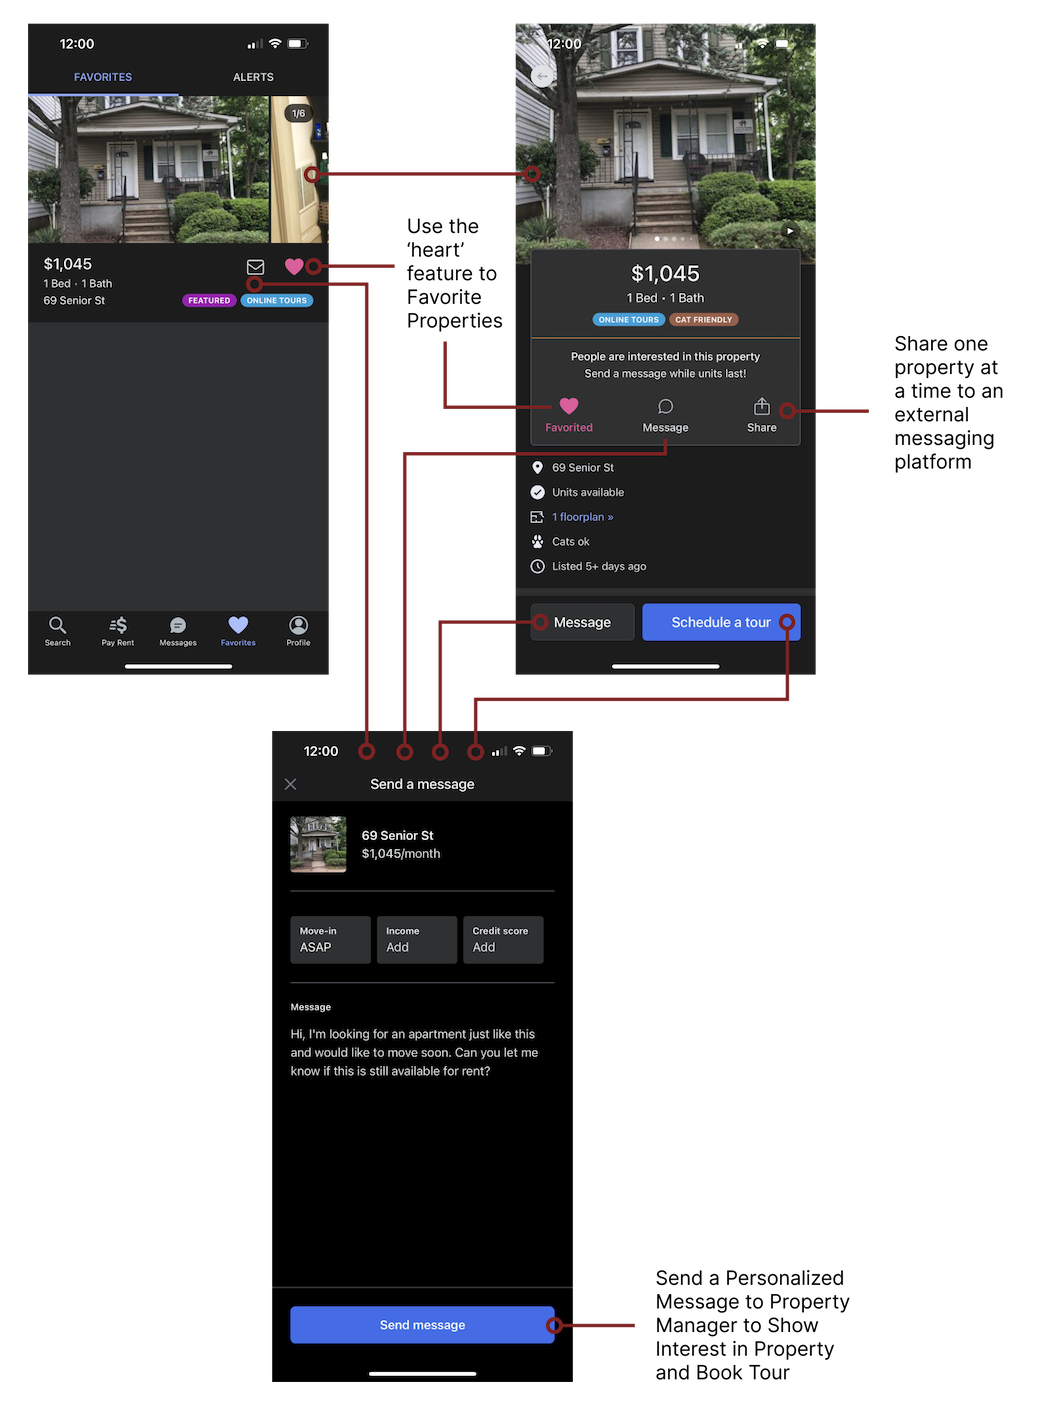 12:00
FAVORITES
ALERTS
1/6
$1,045
1 Bed • 1 Bath
69 Senior St
FEATURED
ONLINE TOURS
Search
Pay Rent
Messages
Favorites
Profile
Use the
‘heart’
feature to
Favorite
Properties
12:00
$1,045
1 Bed • 1 Bath
ONLINE TOURS
CAT FRIENDLY
People are interested in this property
Send a message while units last!
Favorited
Message
Share
69 Senior St
Units available
1 floorplan »
Cats ok
Listed 5+ days ago
Message
Schedule a tour
Share one
property at
a time to an
external
messaging
platform
12:00
Send a message
69 Senior St
$1,045/month
Move-in
ASAP
Income
Add
Credit score
Add
Message
Hi, I'm looking for an apartment just like this
and would like to move soon. Can you let me
know if this is still available for rent?
Send message
Send a Personalized
Message to Property
Manager to Show
Interest in Property
and Book Tour